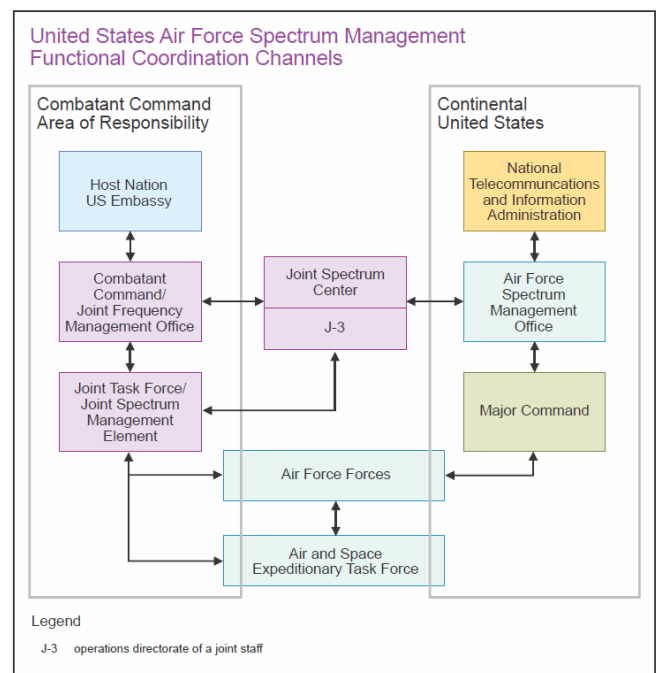 United States Air Force Spectrum Management
Functional Coordination Channels
Combatant Command
Area of Responsibility
Continental
United States
Host Nation
US Embassy
National
Telecommuncations
and Information
Administration
Combatant
Command/
Joint Frequency
Management Office
Joint Spectrum
Center
J-3
Air Force
Spectrum
Management
Office
Joint Task Force/
Joint Spectrum
Management
Element
Major Command
Air Force Forces
Air and Space
Expeditionary Task Force
Legend
J-3 operations directorate of a joint staff